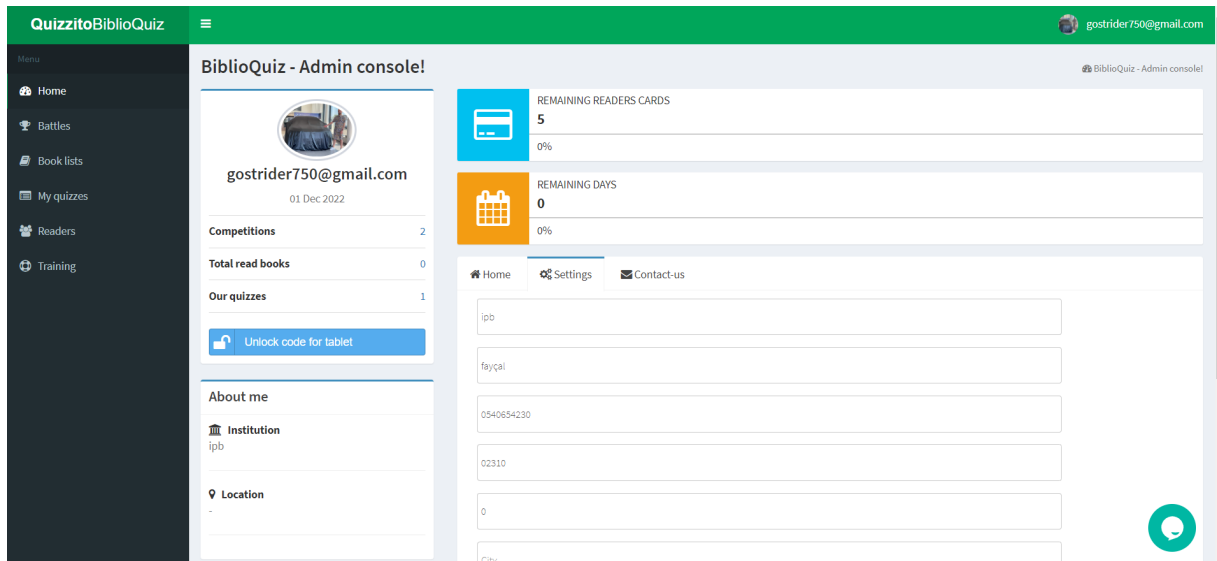 QuizzitoBiblioQuiz
gostrider750@gmail.com
Menu
Home
Battles
Book lists
My quizzes
Readers
Training
BiblioQuiz - Admin console!
BiblioQuiz - Admin console!
gostrider750@gmail.com
01 Dec 2022
Competitions 2
Total read books 0
Our quizzes 1
Unlock code for tablet
About me
Institution
ipb
Location
-
REMAINING READERS CARDS
5
0%
REMAINING DAYS
0
0%
Home Settings Contact-us
ipb
fayçal
0540654230
02310
0
City